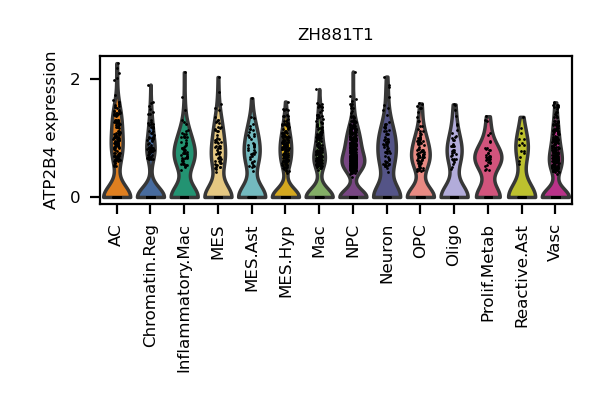 ZH881T1
ATP2B4 expression
2
0
AC
Chromatin.Reg
Inflammatory.Mac
MES
MES.Ast
MES.Hyp
Mac
NPC
Neuron
OPC
Oligo
Prolif.Metab
Reactive.Ast
Vasc